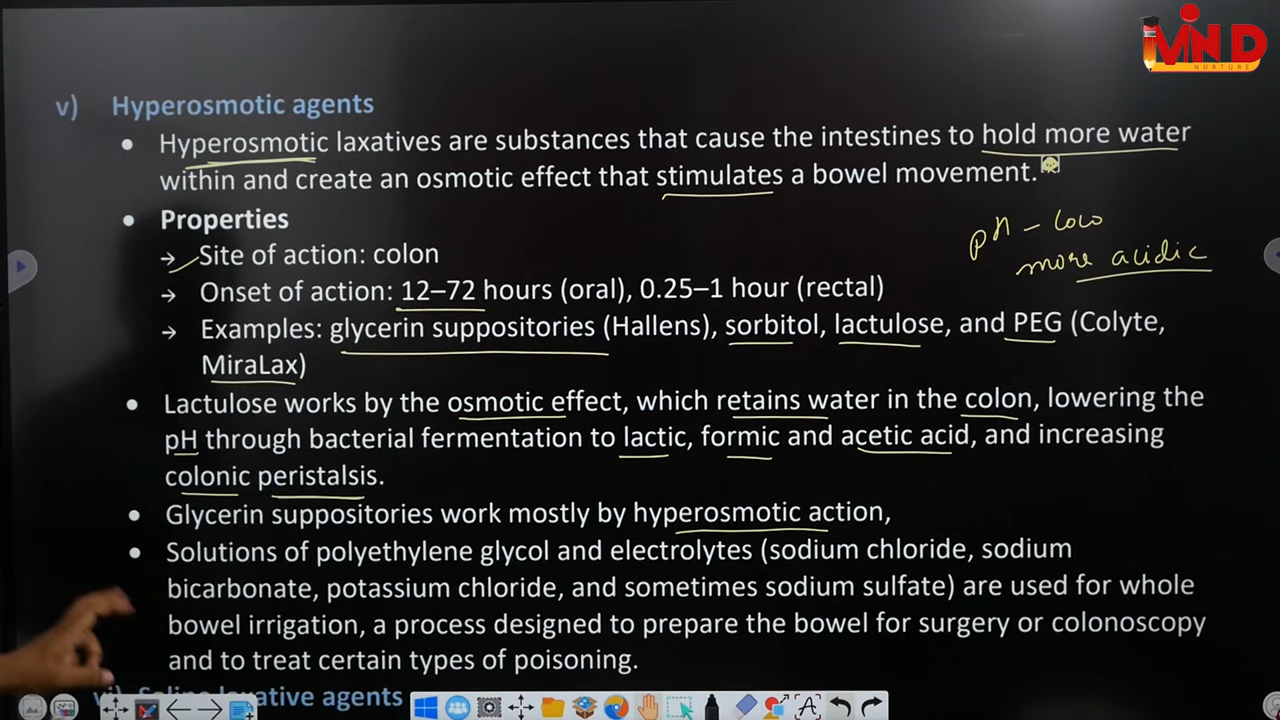 MIND
NURTURE
v) Hyperosmotic agents
• Hyperosmotic laxatives are substances that cause the intestines to hold more water
within and create an osmotic effect that stimulates a bowel movement.
• Properties
→ Site of action: colon
pH - low
more acidic
→ Onset of action: 12–72 hours (oral), 0.25–1 hour (rectal)
→ Examples: glycerin suppositories (Hallens), sorbitol, lactulose, and PEG (Colyte,
MiraLax)
• Lactulose works by the osmotic effect, which retains water in the colon, lowering the
pH through bacterial fermentation to lactic, formic and acetic acid, and increasing
colonic peristalsis.
• Glycerin suppositories work mostly by hyperosmotic action,
• Solutions of polyethylene glycol and electrolytes (sodium chloride, sodium
bicarbonate, potassium chloride, and sometimes sodium sulfate) are used for whole
bowel irrigation, a process designed to prepare the bowel for surgery or colonoscopy
and to treat certain types of poisoning.
vi) Saline laxative agents